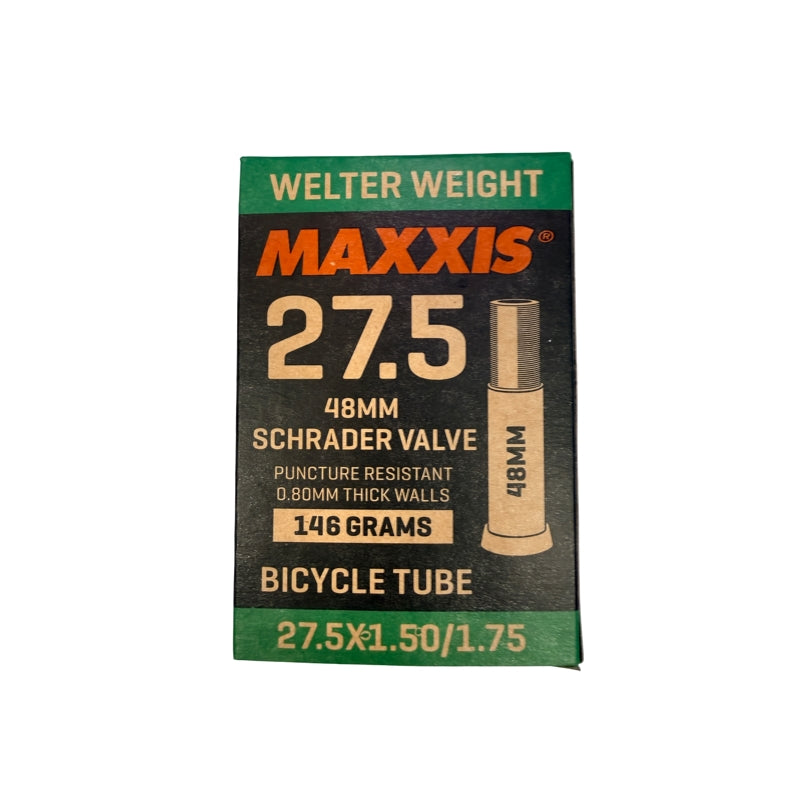 WELTER WEIGHT
MAXXIS®
27.5
48MM
SCHRADER VALVE
PUNCTURE RESISTANT
0.80MM THICK WALLS
146 GRAMS
48MM
BICYCLE TUBE
27.5X1.50/1.75